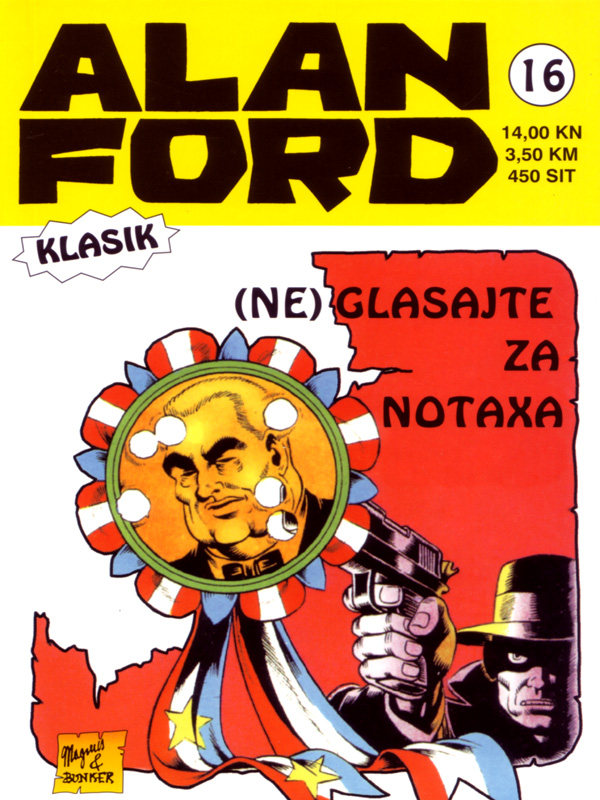 ALAN
FORD
16
14,00 KN
3,50 KM
450 SIT
KLASIK
(NE) GLASAJTE
ZA
NOTAXA
Magnus
&
BUNKER